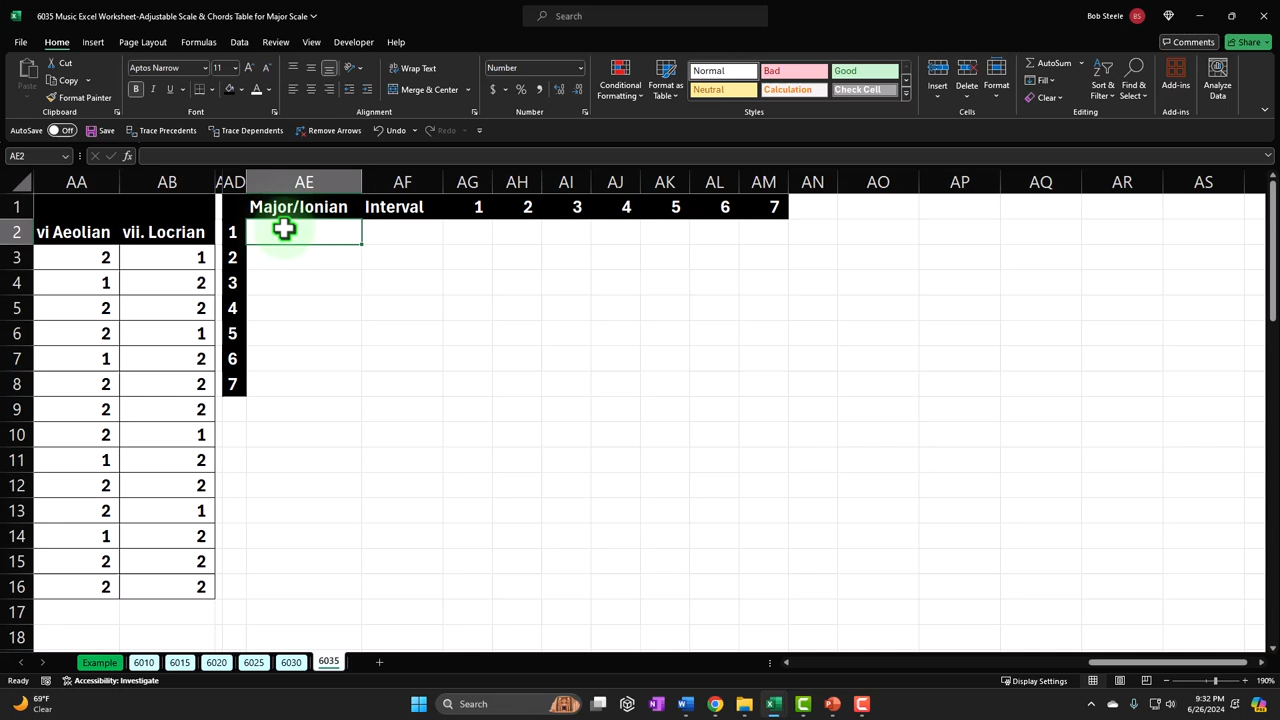 6035 Music Excel Worksheet-Adjustable Scale & Chords Table for Major Scale
Search
Bob Steele BS
File Home Insert Page Layout Formulas Data Review View Developer Help
Comments Share
Paste
Cut
Copy
Format Painter
Clipboard
Aptos Narrow 11
B I U
Font
Wrap Text
Merge & Center
Alignment
Number
$ % ,
Number
Conditional Formatting
Format as Table
Normal Bad Good
Neutral Calculation Check Cell
Styles
Insert Delete Format
Cells
AutoSum
Fill
Clear
Sort & Filter
Find & Select
Editing
Add-ins
Add-ins
Analyze Data
AutoSave Off Save Trace Precedents Trace Dependents Remove Arrows Undo Redo
AE2 fx
AA AB AD AE AF AG AH AI AJ AK AL AM AN AO AP AQ AR AS
1 Major/Ionian Interval 1 2 3 4 5 6 7
2 vi Aeolian vii. Locrian 1
3 2 1 2
4 1 2 3
5 2 2 4
6 2 1 5
7 1 2 6
8 2 2 7
9 2 2
10 2 1
11 1 2
12 2 2
13 2 1
14 1 2
15 2 2
16 2 2
17
18
Example 6010 6015 6020 6025 6030 6035
Ready Accessibility: Investigate Display Settings 190%
69°F
Clear
Search
9:32 PM
6/26/2024